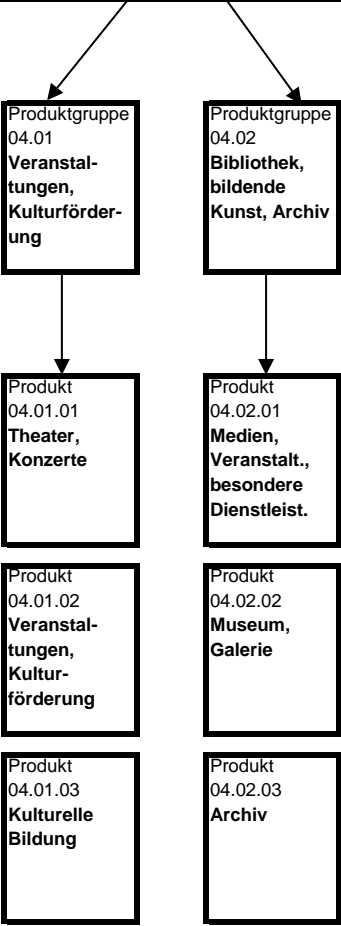 Produktgruppe
04.01
Veranstal-
tungen,
Kulturförder-
ung
Produktgruppe
04.02
Bibliothek,
bildende
Kunst, Archiv
Produkt
04.01.01
Theater,
Konzerte
Produkt
04.02.01
Medien,
Veranstalt.,
besondere
Dienstleist.
Produkt
04.01.02
Veranstal-
tungen,
Kultur-
förderung
Produkt
04.02.02
Museum,
Galerie
Produkt
04.01.03
Kulturelle
Bildung
Produkt
04.02.03
Archiv